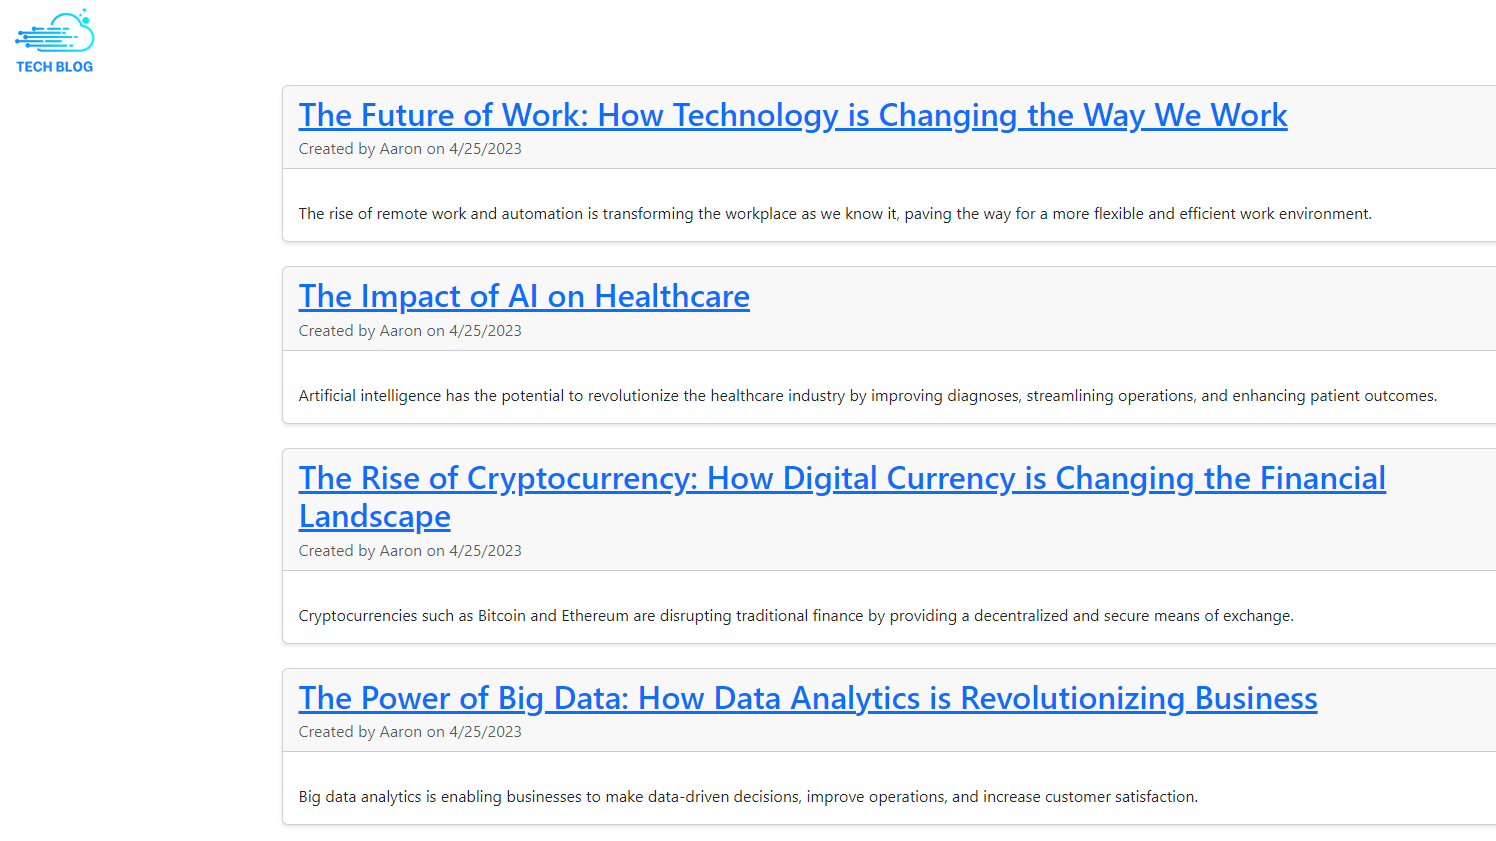 TECH BLOG
The Future of Work: How Technology is Changing the Way We Work
Created by Aaron on 4/25/2023
The rise of remote work and automation is transforming the workplace as we know it, paving the way for a more flexible and efficient work environment.
The Impact of AI on Healthcare
Created by Aaron on 4/25/2023
Artificial intelligence has the potential to revolutionize the healthcare industry by improving diagnoses, streamlining operations, and enhancing patient outcomes.
The Rise of Cryptocurrency: How Digital Currency is Changing the Financial
Landscape
Created by Aaron on 4/25/2023
Cryptocurrencies such as Bitcoin and Ethereum are disrupting traditional finance by providing a decentralized and secure means of exchange.
The Power of Big Data: How Data Analytics is Revolutionizing Business
Created by Aaron on 4/25/2023
Big data analytics is enabling businesses to make data-driven decisions, improve operations, and increase customer satisfaction.